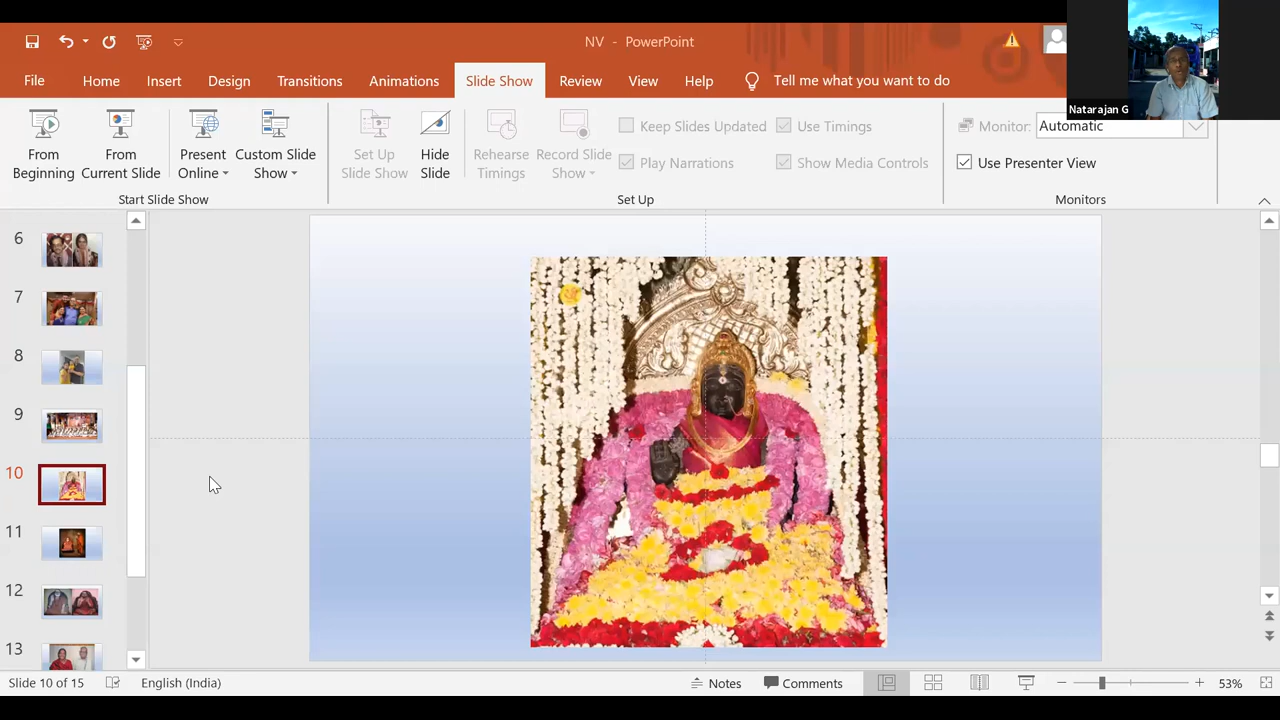 NV - PowerPoint
Natarajan G
File Home Insert Design Transitions Animations Slide Show Review View Help Tell me what you want to do
From Beginning
From Current Slide
Present Online
Custom Slide Show
Set Up Slide Show
Hide Slide
Rehearse Timings
Record Slide Show
Keep Slides Updated
Play Narrations
Use Timings
Show Media Controls
Monitor: Automatic
Use Presenter View
Start Slide Show
Set Up
Monitors
6
7
8
9
10
11
12
13
Slide 10 of 15 English (India) Notes Comments 53%